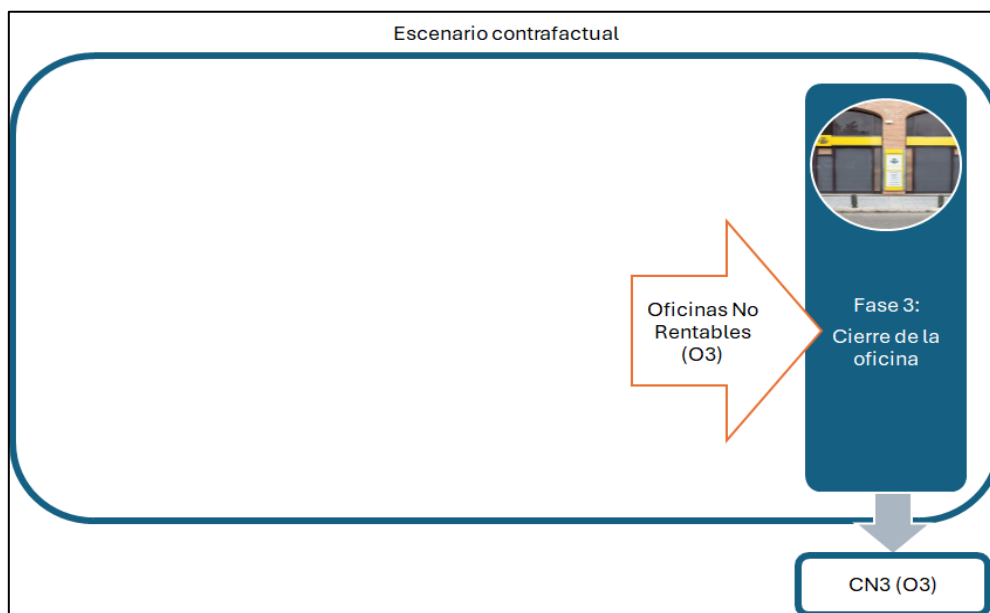 Escenario contrafactual
Oficinas No
Rentables
(O3)
Fase 3:
Cierre de la
oficina
CN3 (O3)